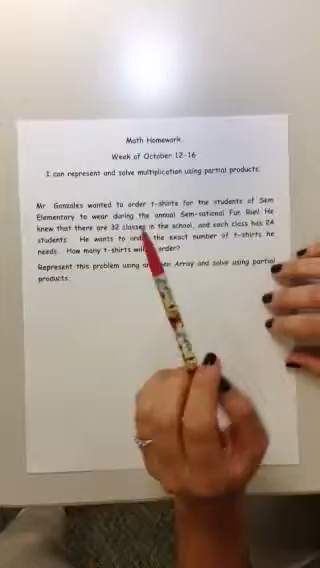 Math Homework
Week of October 12-16
I can represent and solve multiplication using partial products.
Mr. Gonzales wanted to order t-shirts for the students of Sem
Elementary to wear during the annual Sem-sational Fun Run! He
knew that there are 32 classes in the school, and each class has 24
students. He wants to order the exact number of t-shirts he
needs. How many t-shirts will order?
Represent this problem using an Array and solve using partial
products.